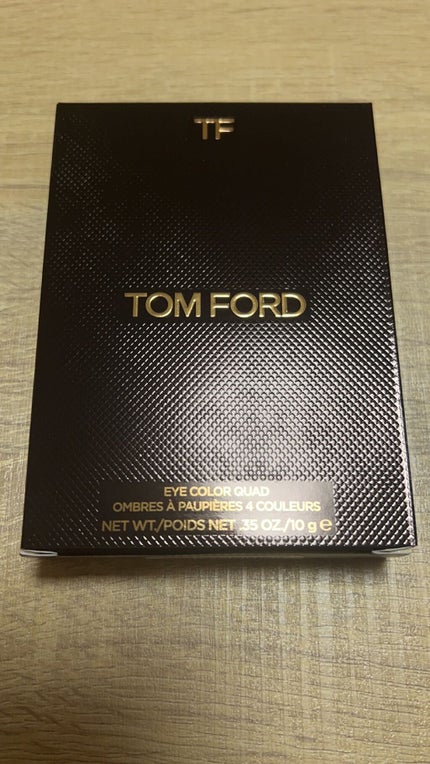 TF
TOM FORD
EYE COLOR QUAD
OMBRES À PAUPIÈRES 4 COULEURS
NET WT./POIDS NET .35 OZ./10 g ℮